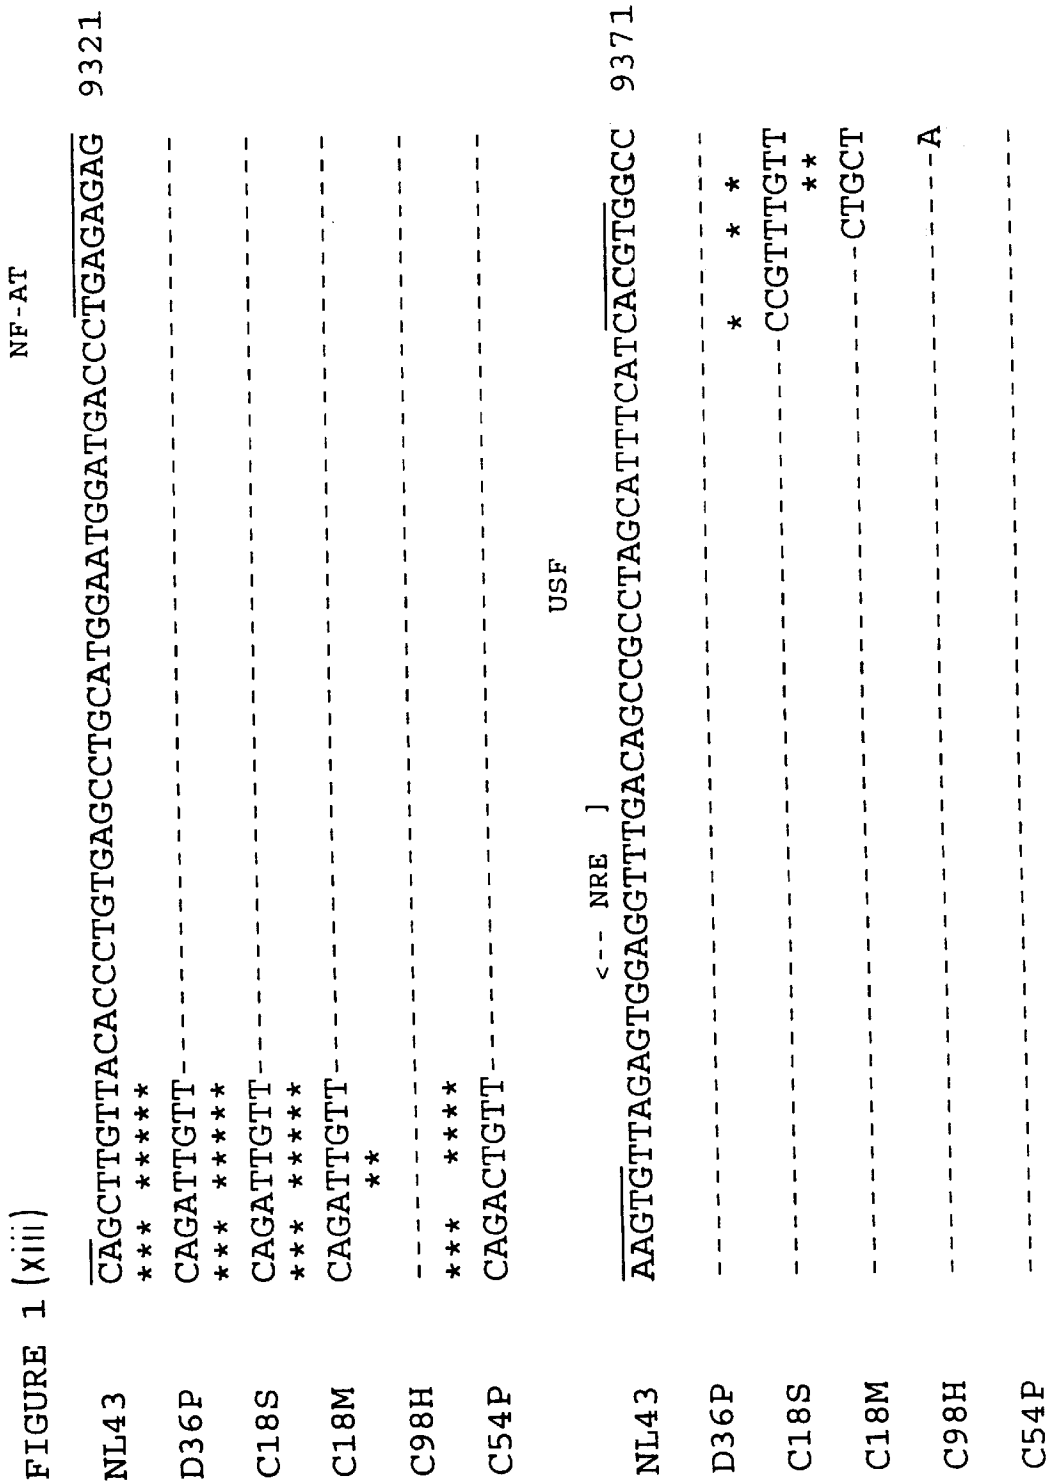 FIGURE 1 (xiii)
NF-AT
NL43 CAGCTTGTTACACCCTGTGAGCCTGCATGGAATGGATGACCCTGAGAGAG 9321
*** *****
D36P CAGATTGTT-----------------------------------------
*** *****
C18S CAGATTGTT-----------------------------------------
*** *****
C18M CAGATTGTT-----------------------------------------
**
C98H --------------------------------------------------
*** ****
C54P CAGACTGTT-----------------------------------------
USF
<-- NRE ]
NL43 AAGTGTTAGAGTGGAGGTTTGACAGCCGCCTAGCATTTCATCACGTGGCC 9371
D36P --------------------------------------------------
* * *
C18S -----------------------------------------CCGTTTGTT
**
C18M ---------------------------------------------CTGCT
C98H -------------------------------------------------A
C54P --------------------------------------------------